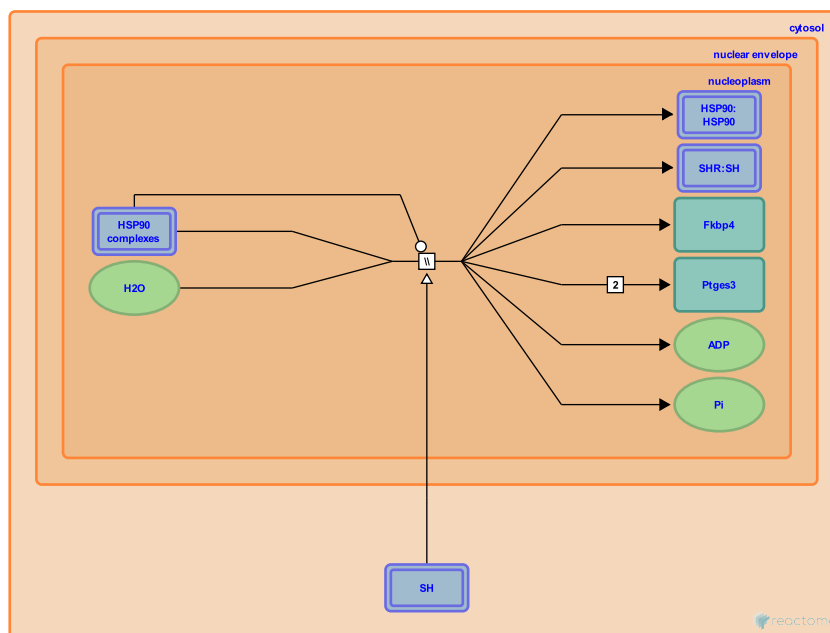 cytosol
nuclear envelope
nucleoplasm
HSP90:
HSP90
SHR:SH
HSP90
complexes
Fkbp4
\\
H2O
2
Ptges3
ADP
Pi
SH
reactome